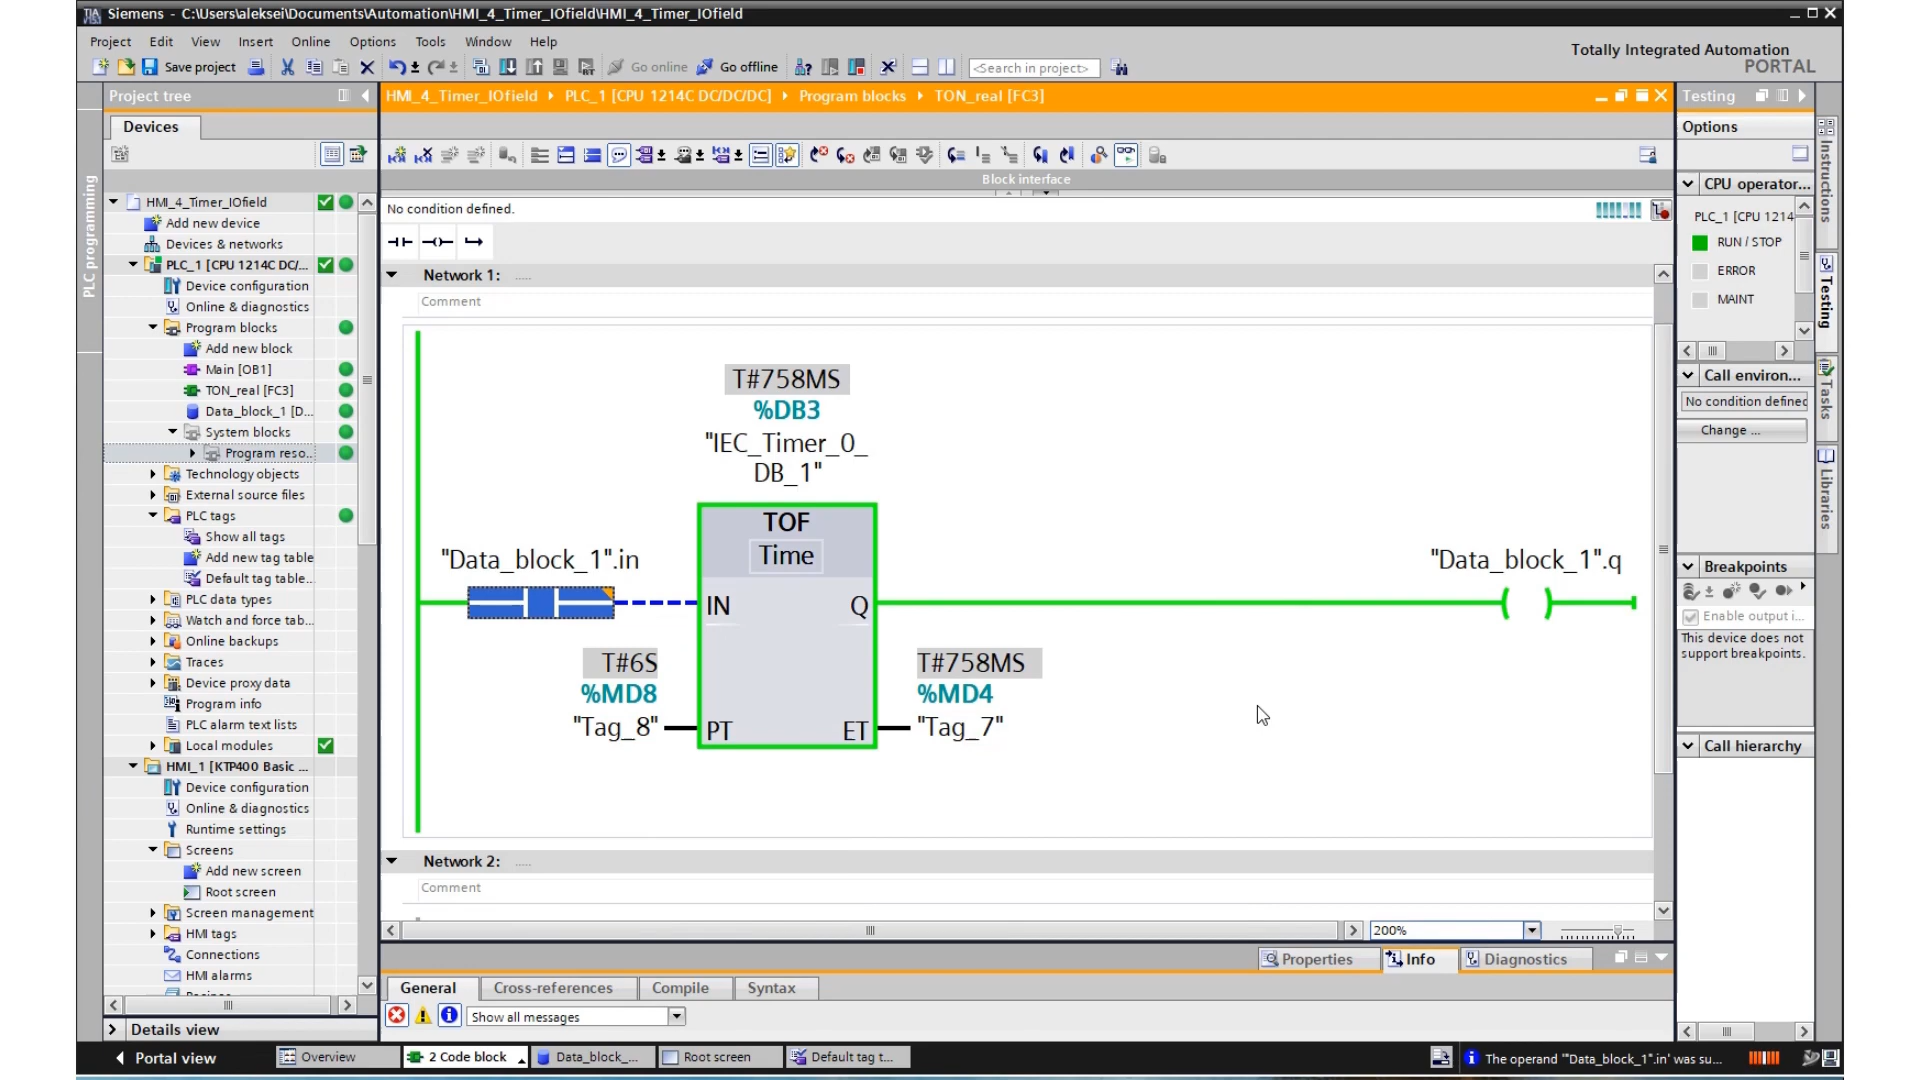 Siemens - C:\Users\aleksei\Documents\Automation\HMI_4_Timer_IOfield\HMI_4_Timer_IOfield
Project Edit View Insert Online Options Tools Window Help
Totally Integrated Automation
PORTAL
Save project
Go online
Go offline
<Search in project>
Project tree
HMI_4_Timer_IOfield
PLC_1 [CPU 1214C DC/DC/DC]
Program blocks
TON_real [FC3]
Testing
Devices
Options
PLC programming
Block interface
HMI_4_Timer_IOfield
Add new device
Devices & networks
PLC_1 [CPU 1214C DC/...
Device configuration
Online & diagnostics
Program blocks
Add new block
Main [OB1]
TON_real [FC3]
Data_block_1 [D...
System blocks
Program reso..
Technology objects
External source files
PLC tags
Show all tags
Add new tag table
Default tag table..
PLC data types
Watch and force tab...
Online backups
Traces
Device proxy data
Program info
PLC alarm text lists
Local modules
HMI_1 [KTP400 Basic ...
Device configuration
Online & diagnostics
Runtime settings
Screens
Add new screen
Root screen
Screen management
HMI tags
Connections
HMI alarms
Details view
No condition defined.
Network 1: .....
Comment
T#758MS
%DB3
"IEC_Timer_0_
DB_1"
TOF
Time
"Data_block_1".in
"Data_block_1".q
IN
Q
T#6S
%MD8
"Tag_8"
PT
ET
T#758MS
%MD4
"Tag_7"
Network 2: .....
Comment
200%
Properties
Info
Diagnostics
General
Cross-references
Compile
Syntax
Show all messages
CPU operator...
PLC_1 [CPU 1214
RUN / STOP
ERROR
MAINT
Call environ...
No condition defined
Change ...
Breakpoints
Enable output i...
This device does not
support breakpoints.
Call hierarchy
Instructions
Testing
Tasks
Libraries
Portal view
Overview
2 Code block
Data_block_...
Root screen
Default tag t...
The operand '"Data_block_1".in' was su...